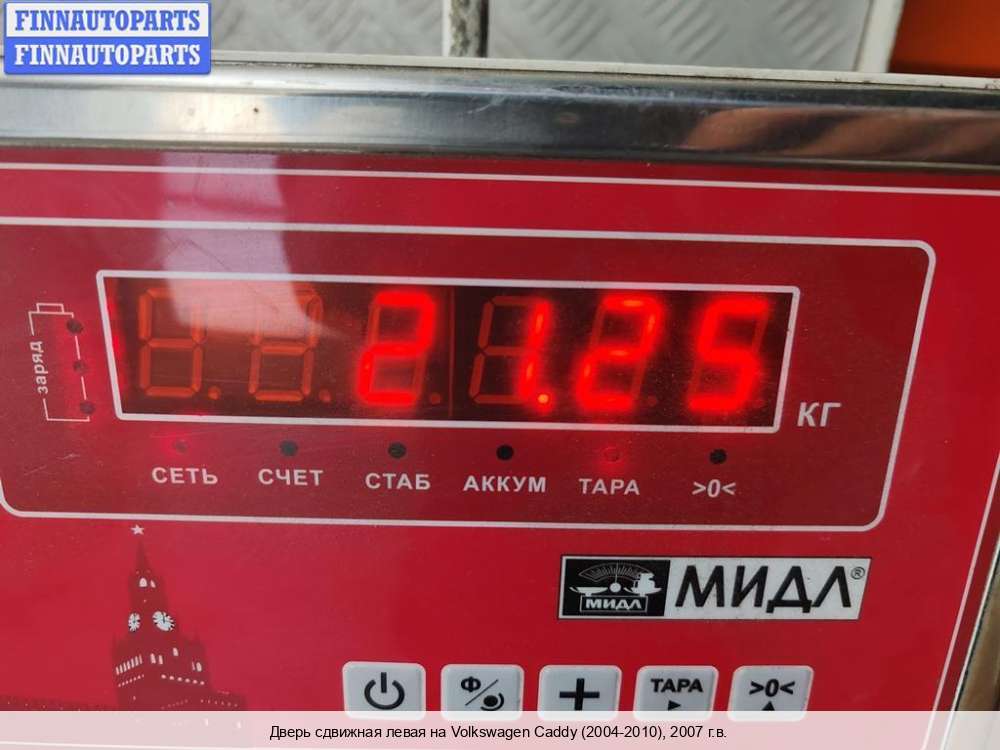 FINNAUTOPARTS
FINNAUTOPARTS
заряд
21.25
КГ
СЕТЬ СЧЕТ СТАБ АККУМ ТАРА >0<
МИДЛ
МИДЛ®
Ф ТАРА >0<
Дверь сдвижная левая на Volkswagen Caddy (2004-2010), 2007 г.в.